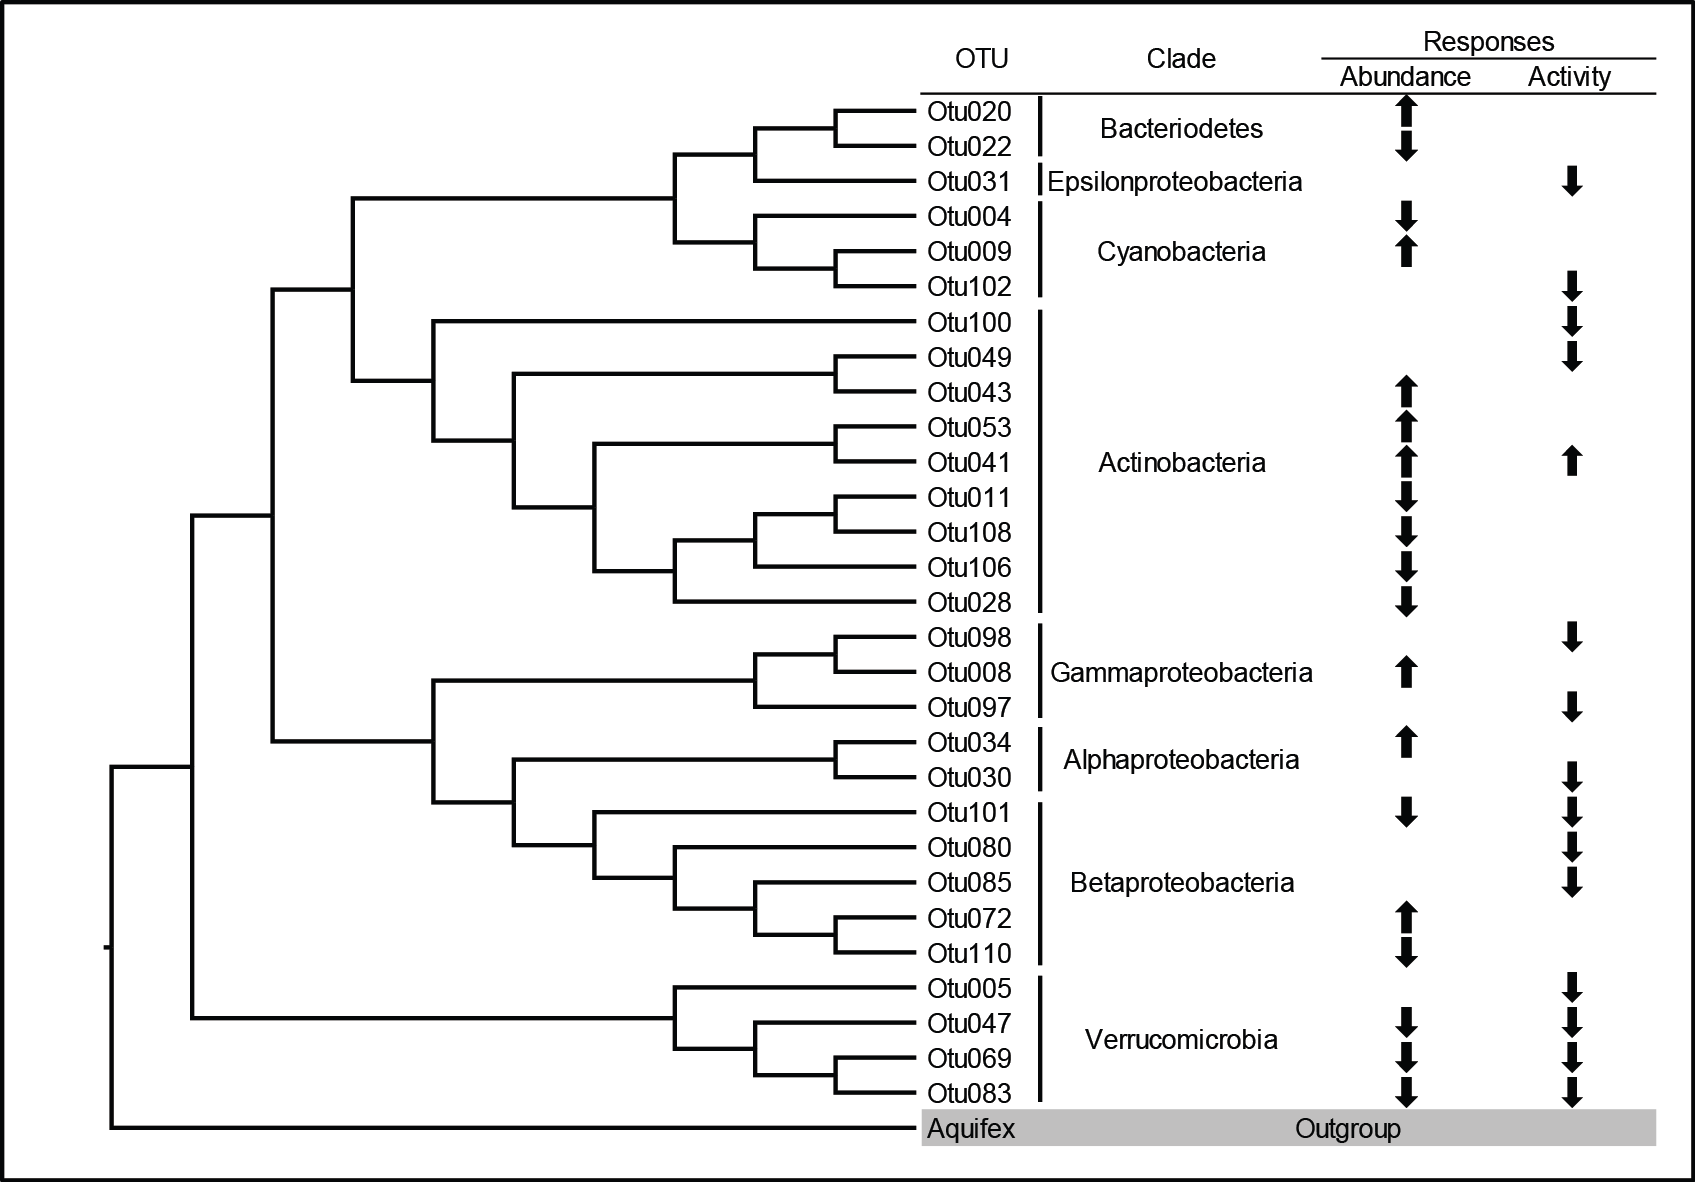 Responses
OTU Clade Abundance Activity
Otu020
Bacteriodetes
Otu022
Otu031 Epsilonproteobacteria
Otu004
Otu009 Cyanobacteria
Otu102
Otu100
Otu049
Otu043
Otu053
Otu041 Actinobacteria
Otu011
Otu108
Otu106
Otu028
Otu098
Otu008 Gammaproteobacteria
Otu097
Otu034
Alphaproteobacteria
Otu030
Otu101
Otu080
Otu085 Betaproteobacteria
Otu072
Otu110
Otu005
Otu047
Verrucomicrobia
Otu069
Otu083
Aquifex Outgroup